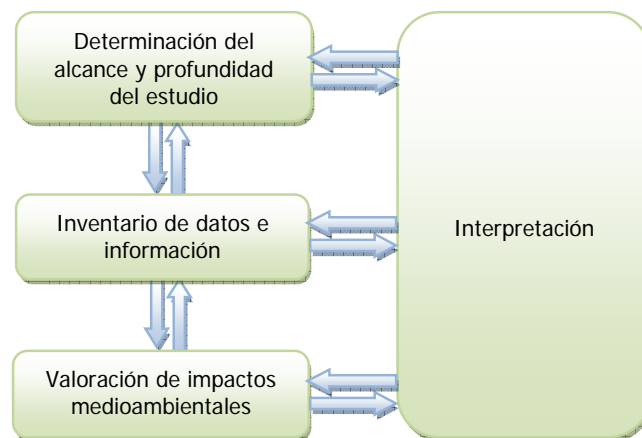 Determinación del
alcance y profundidad
del estudio
Inventario de datos e
información
Interpretación
Valoración de impactos
medioambientales